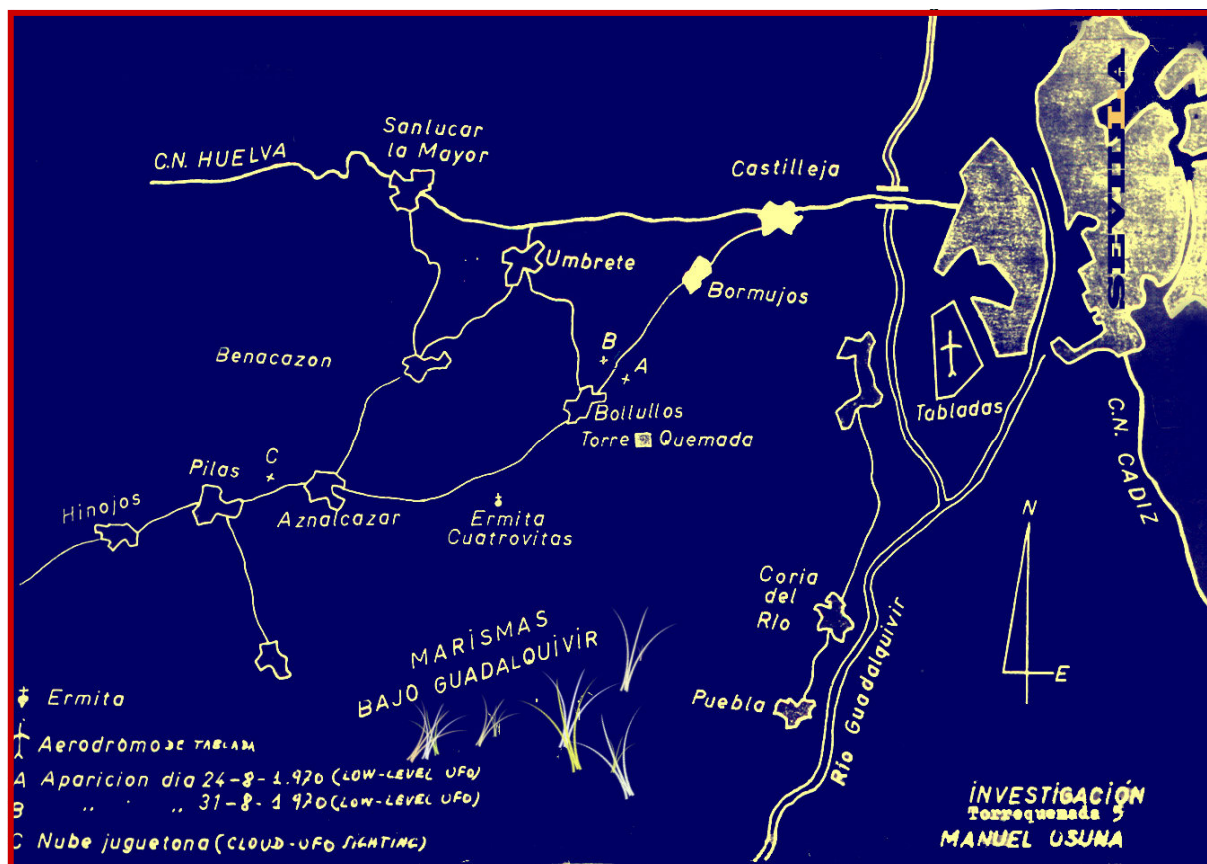 Sanlucar
la Mayor
C.N. HUELVA
Castilleja
SEVILLA
Umbrete
Bormujos
Benacazon
B
A
Bollullos
Torre Quemada
Tabladas
C.N. CADIZ
C
Pilas
Hinojos
Aznalcazar
Ermita
Cuatrovitas
N
E
Coria
del
Rio
MARISMAS
BAJO GUADALQUIVIR
Puebla
Rio Guadalquivir
Ermita
Aerodromo DE TABLADA
A Aparicion dia 24-8-1.970 (LOW-LEVEL UFO)
B ,, ,, 31-8-1970 (LOW-LEVEL UFO)
C Nube juguetona (CLOUD-UFO SIGHTING)
INVESTIGACIÓN
Torrequemada 5
MANUEL OSUNA